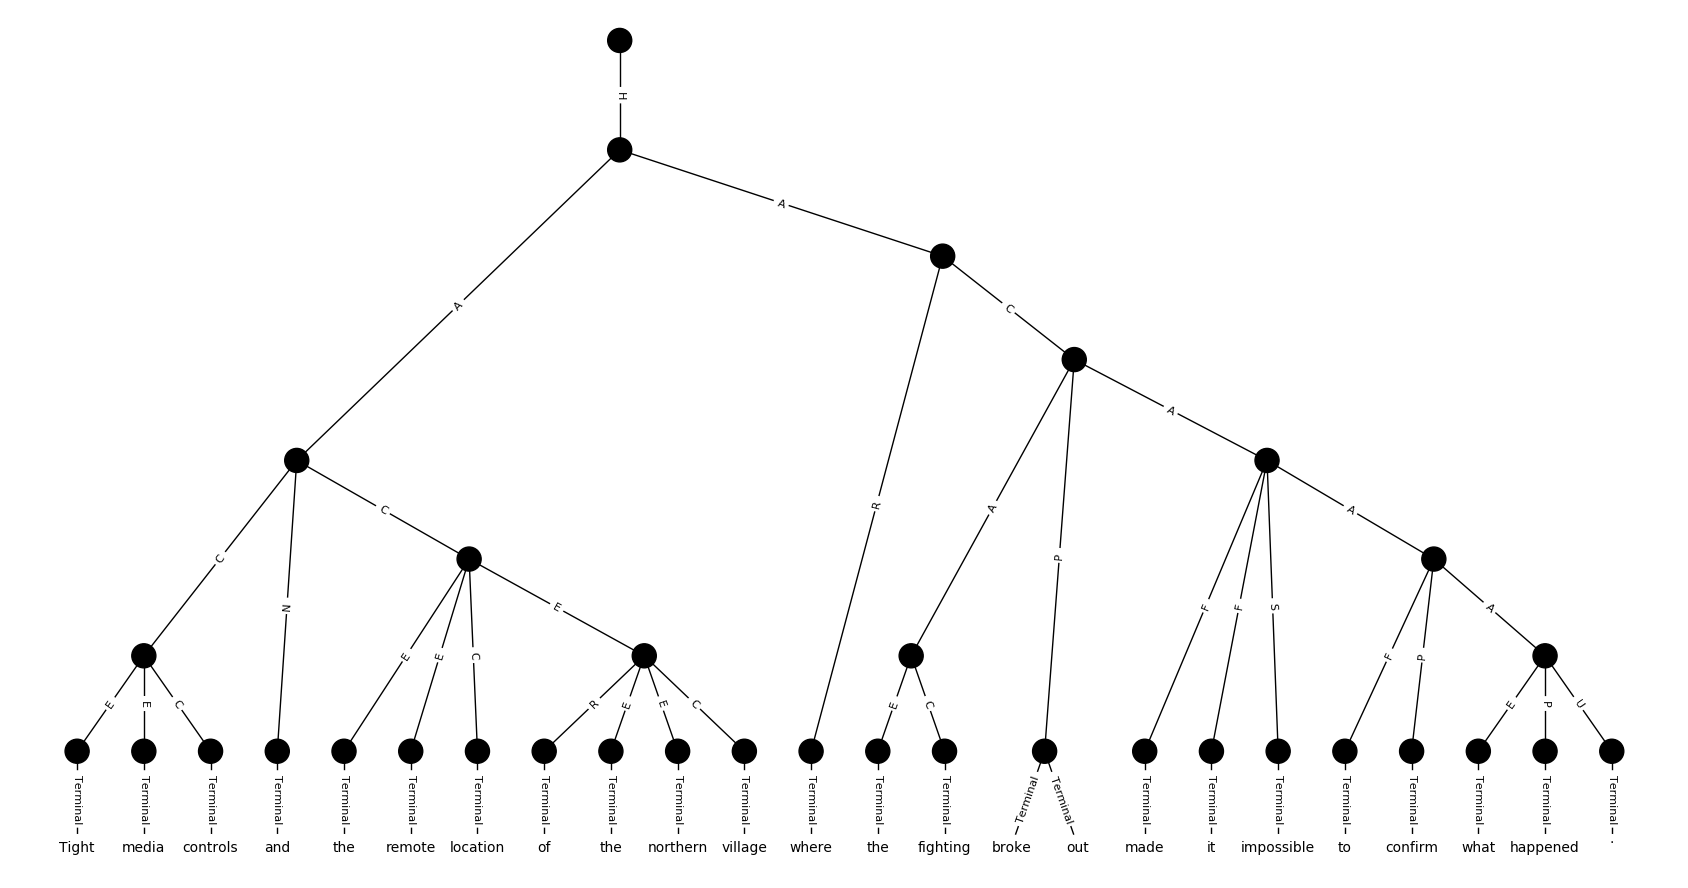 H
A
A
C
A
R
A
P
A
C
N
C
E
F
F
S
A
E
E
C
E
E
C
R
E
E
C
E
C
F
P
A
E
P
U
Terminal Terminal Terminal Terminal Terminal Terminal Terminal Terminal Terminal Terminal Terminal Terminal Terminal Terminal Terminal Terminal Terminal Terminal Terminal Terminal Terminal Terminal Terminal Terminal
Tight media controls and the remote location of the northern village where the fighting broke out made it impossible to confirm what happened .